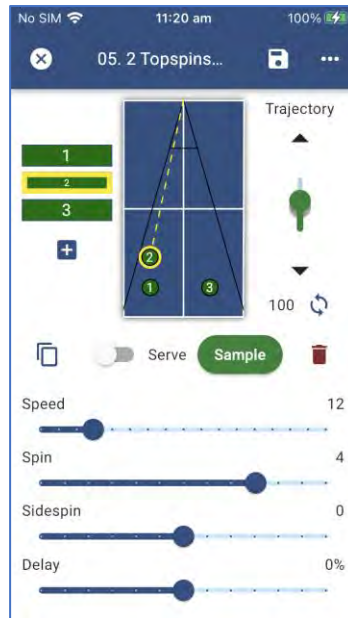 No SIM 11:20 am 100%
05. 2 Topspins...
Trajectory
1
2
3
2
1 3
100
Serve Sample
Speed 12
Spin 4
Sidespin 0
Delay 0%